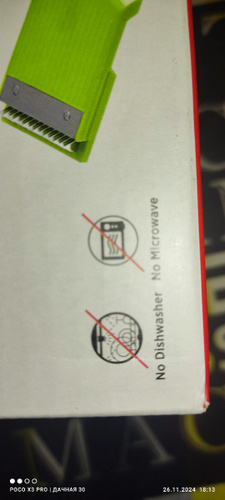 No Microwave
No Dishwasher
POCO X3 PRO | ДАЧНАЯ 30
26.11.2024 18:13